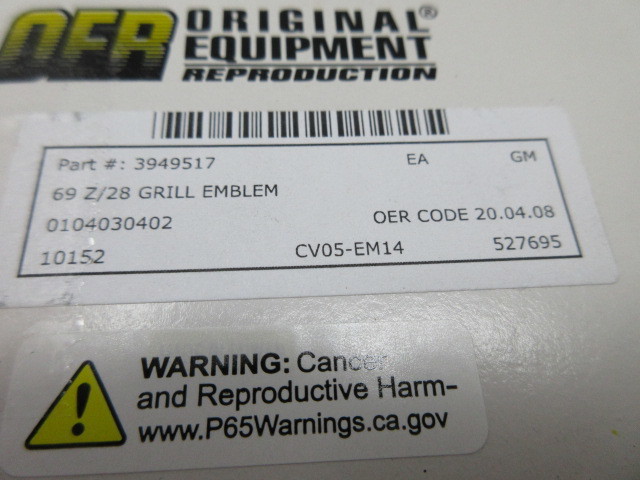 OER ORIGINAL®
EQUIPMENT
REPRODUCTION
Part #: 3949517 EA GM
69 Z/28 GRILL EMBLEM
0104030402 OER CODE 20.04.08
10152 CV05-EM14 527695
WARNING: Cancer
and Reproductive Harm-
www.P65Warnings.ca.gov